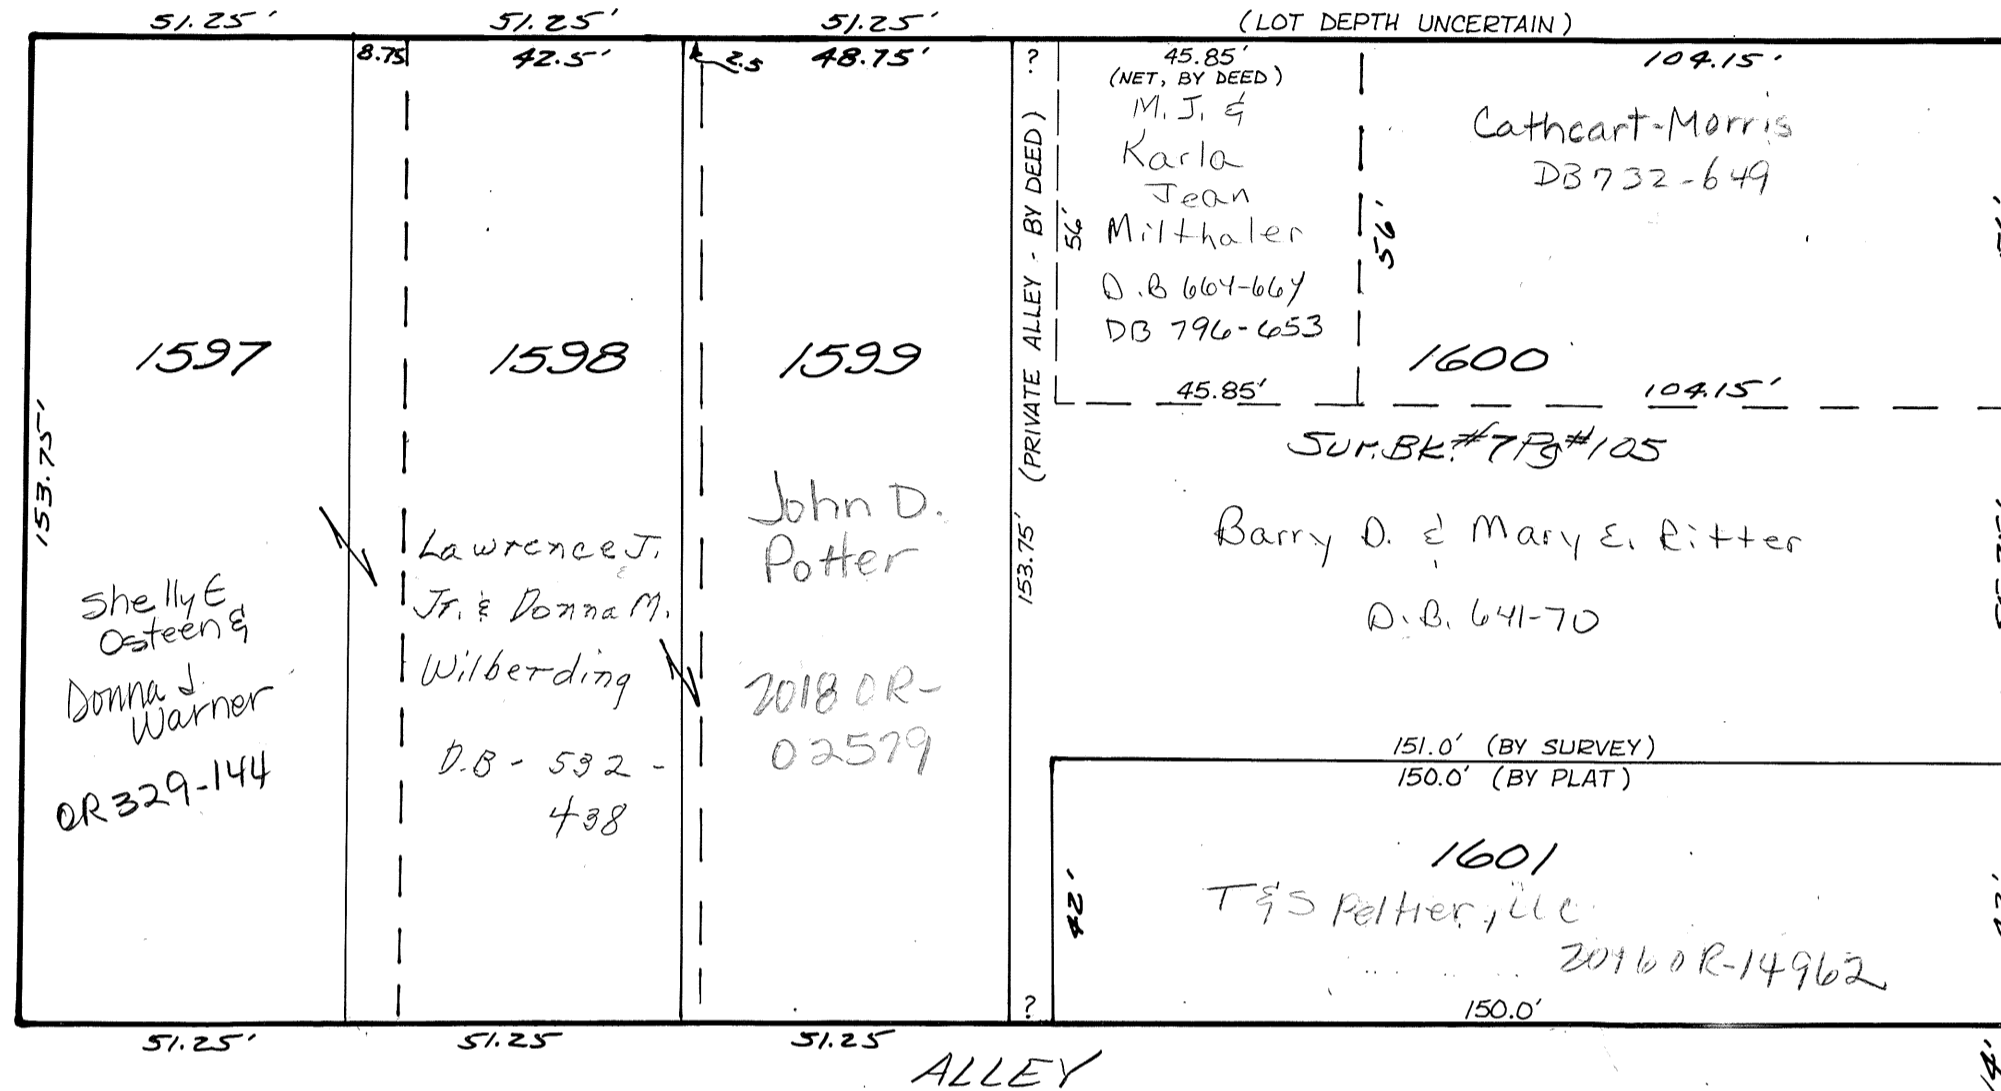 51.25'
51.25'
51.25'
(LOT DEPTH UNCERTAIN)
8.75
42.5'
2.5
48.75'
?
45.85'
(NET, BY DEED)
104.15'
M. J. &
Karla
Jean
Milthaler
D.B 664-664
DB 796-653
56'
56'
Cathcart-Morris
DB 732-649
1597
1598
1599
1600
45.85'
104.15'
153.75'
153.75' (PRIVATE ALLEY - BY DEED)
Sur. Bk. #7 Pg #105
Barry D. & Mary E. Ritter
D.B. 641-70
Shelly E
Osteen &
Donna J.
Warner
OR 329-144
Lawrence J.
Jr. & Donna M.
Wilberding
D.B - 532 -
438
John D.
Potter
2018 OR-
02579
151.0' (BY SURVEY)
150.0' (BY PLAT)
1601
T & S Peltier, LLC
2016 OR-14962
42'
150.0'
?
51.25'
51.25
51.25
ALLEY
14'